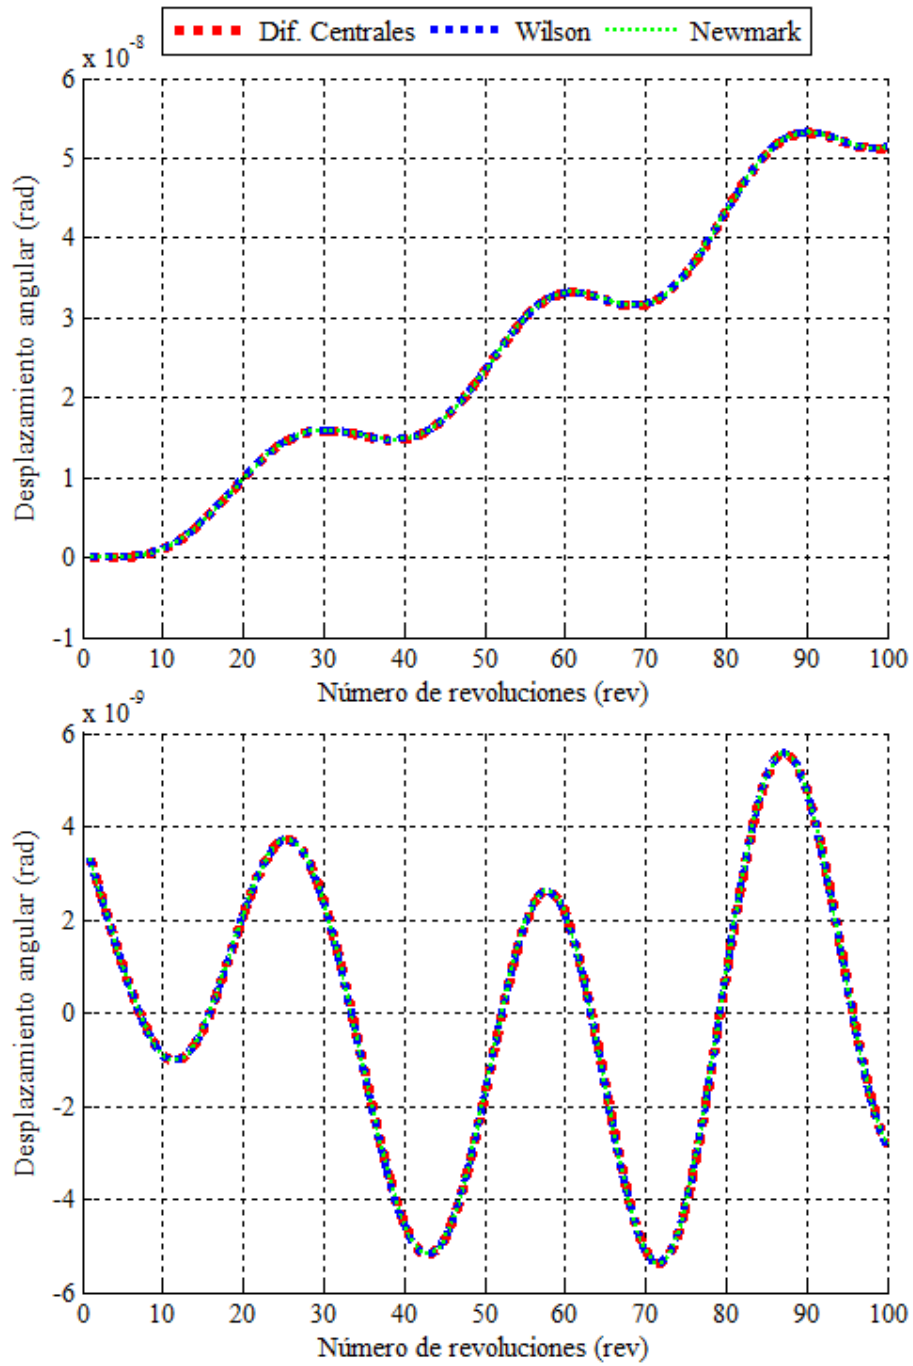 Dif. Centrales Wilson Newmark
x 10-8
6
5
4
3
2
1
0
-1
0 10 20 30 40 50 60 70 80 90 100
Desplazamiento angular (rad)
Número de revoluciones (rev)
x 10-9
6
4
2
0
-2
-4
-6
0 10 20 30 40 50 60 70 80 90 100
Desplazamiento angular (rad)
Número de revoluciones (rev)